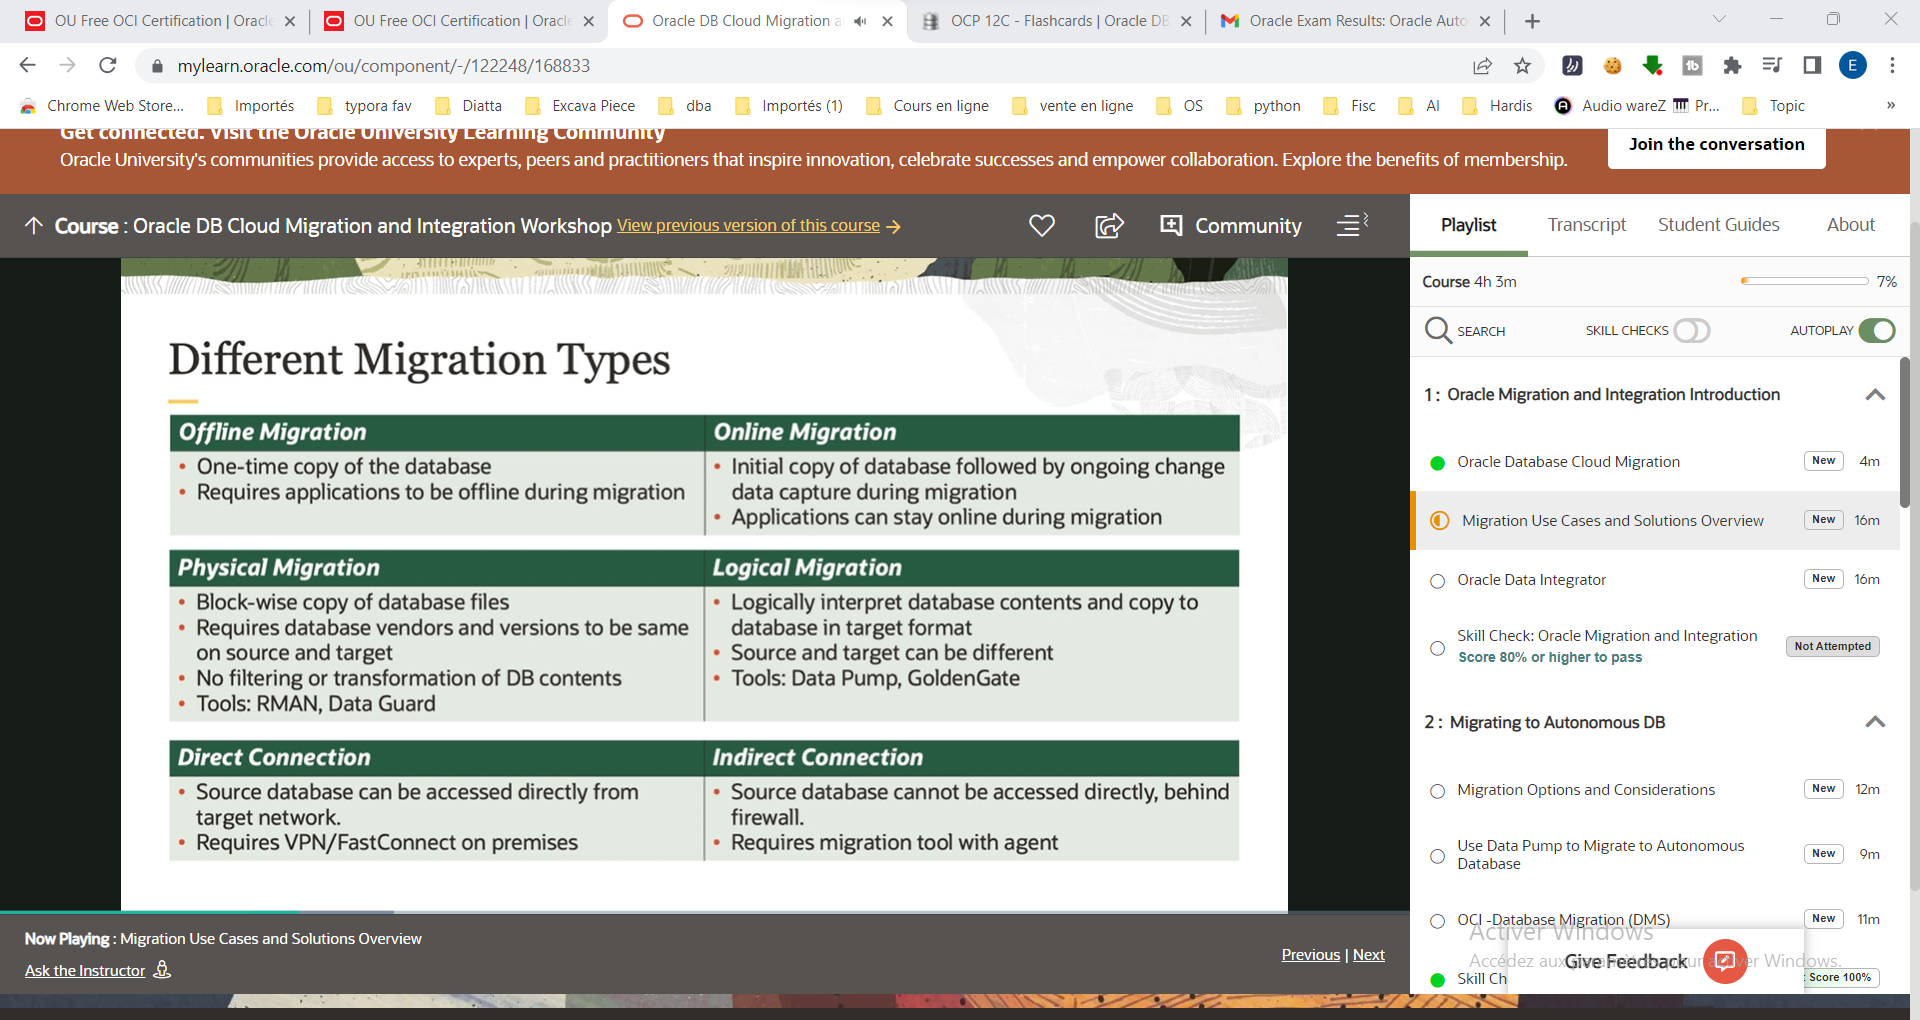 OU Free OCI Certification | Oracle
OU Free OCI Certification | Oracle
Oracle DB Cloud Migration a
OCP 12C - Flashcards | Oracle DB
Oracle Exam Results: Oracle Auto
mylearn.oracle.com/ou/component/-/122248/168833
E
Chrome Web Store...
Importés
typora fav
Diatta
Excava Piece
dba
Importés (1)
Cours en ligne
vente en ligne
OS
python
Fisc
AI
Hardis
Audio wareZ
Pr...
Topic
»
Get connected. Visit the Oracle University Learning Community
Oracle University's communities provide access to experts, peers and practitioners that inspire innovation, celebrate successes and empower collaboration. Explore the benefits of membership.
Join the conversation
Course : Oracle DB Cloud Migration and Integration Workshop View previous version of this course
Community
Different Migration Types
Offline Migration
• One-time copy of the database
• Requires applications to be offline during migration
Online Migration
• Initial copy of database followed by ongoing change
data capture during migration
• Applications can stay online during migration
Physical Migration
• Block-wise copy of database files
• Requires database vendors and versions to be same
on source and target
• No filtering or transformation of DB contents
• Tools: RMAN, Data Guard
Logical Migration
• Logically interpret database contents and copy to
database in target format
• Source and target can be different
• Tools: Data Pump, GoldenGate
Direct Connection
• Source database can be accessed directly from
target network.
• Requires VPN/FastConnect on premises
Indirect Connection
• Source database cannot be accessed directly, behind
firewall.
• Requires migration tool with agent
Now Playing : Migration Use Cases and Solutions Overview
Ask the Instructor
Previous | Next
Playlist
Transcript
Student Guides
About
Course 4h 3m
7%
SEARCH
SKILL CHECKS
AUTOPLAY
1 : Oracle Migration and Integration Introduction
Oracle Database Cloud Migration
New
4m
Migration Use Cases and Solutions Overview
New
16m
Oracle Data Integrator
New
16m
Skill Check: Oracle Migration and Integration
Score 80% or higher to pass
Not Attempted
2 : Migrating to Autonomous DB
Migration Options and Considerations
New
12m
Use Data Pump to Migrate to Autonomous
Database
New
9m
OCI -Database Migration (DMS)
New
11m
Activer Windows
Accédez aux
er Windows.
Give Feedback
Skill Ch
: Score 100%